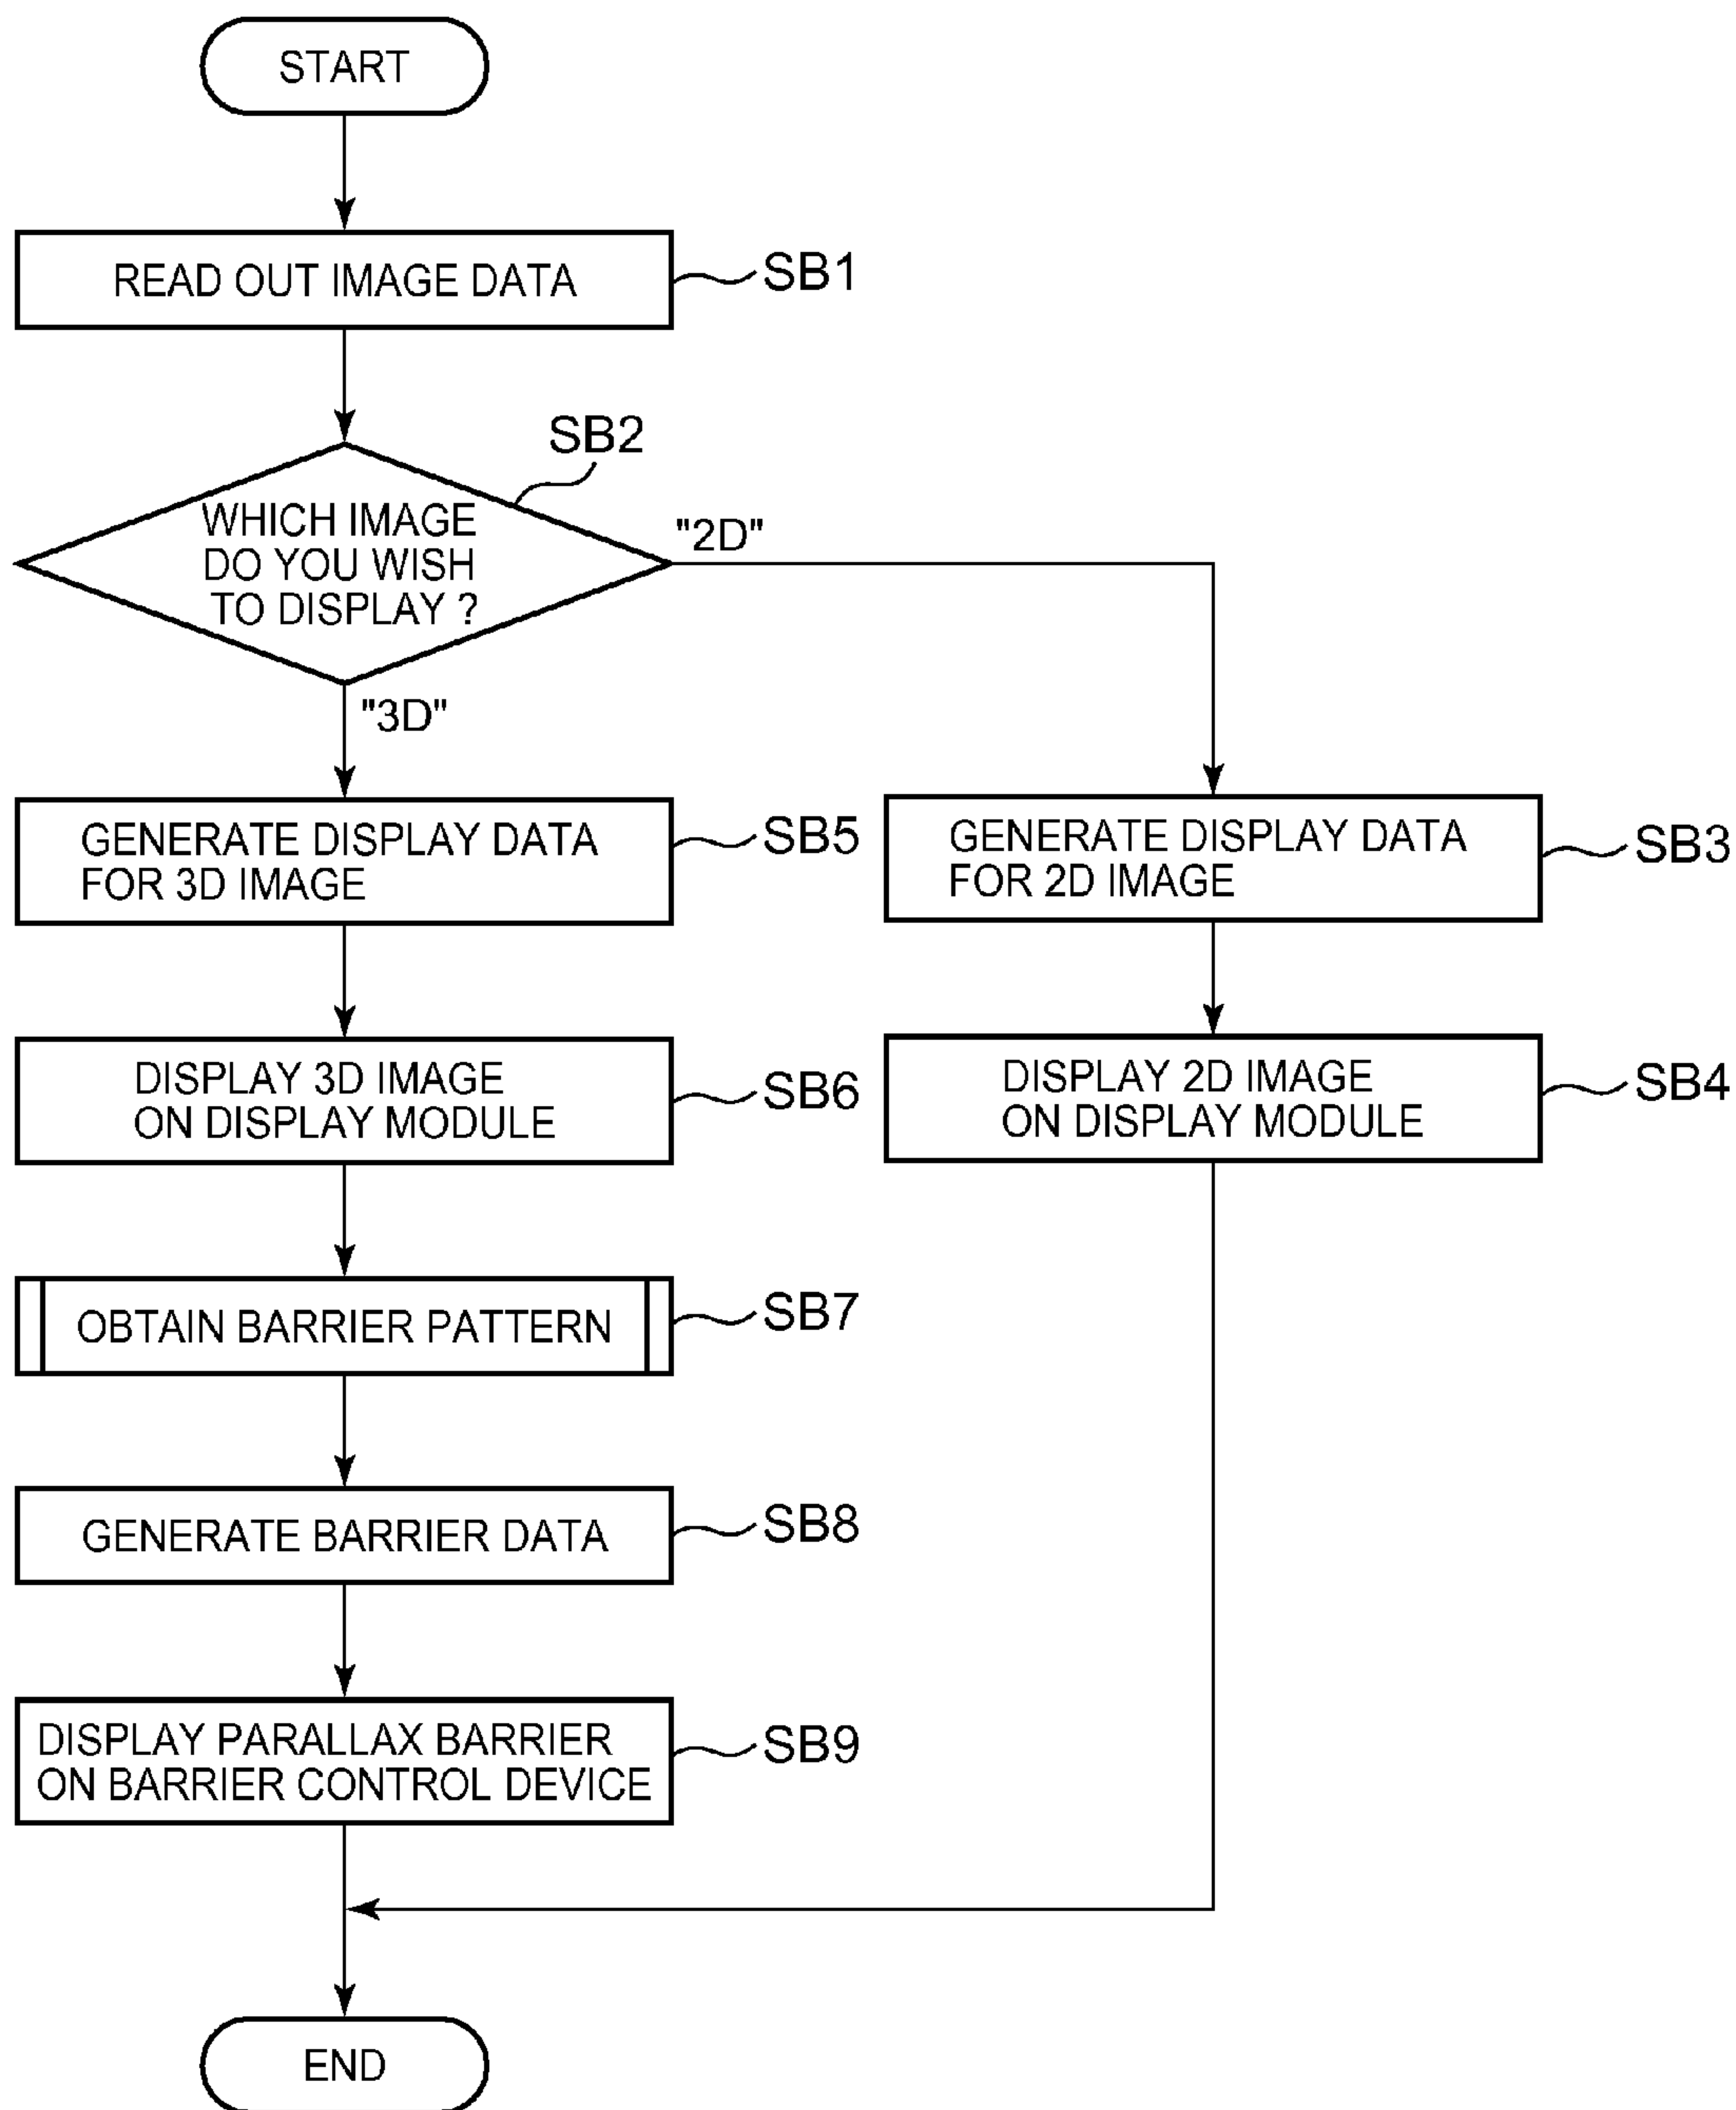 START
READ OUT IMAGE DATA
SB1
SB2
WHICH IMAGE
DO YOU WISH
TO DISPLAY ?
"2D"
"3D"
GENERATE DISPLAY DATA
FOR 3D IMAGE
SB5
GENERATE DISPLAY DATA
FOR 2D IMAGE
SB3
DISPLAY 3D IMAGE
ON DISPLAY MODULE
SB6
DISPLAY 2D IMAGE
ON DISPLAY MODULE
SB4
OBTAIN BARRIER PATTERN
SB7
GENERATE BARRIER DATA
SB8
DISPLAY PARALLAX BARRIER
ON BARRIER CONTROL DEVICE
SB9
END